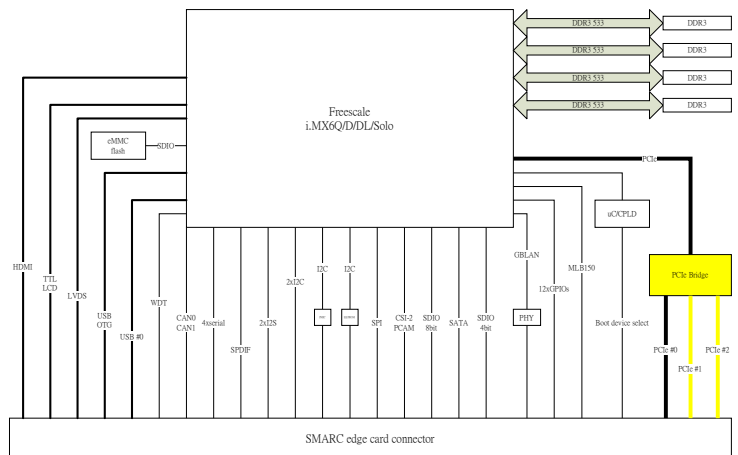 DDR3 533
DDR3
DDR3 533
DDR3
DDR3 533
DDR3
DDR3 533
DDR3
Freescale
i.MX6Q/D/DL/Solo
eMMC
flash
SDIO
PCIe
uC/CPLD
PCIe Bridge
HDMI
TTL
LCD
LVDS
USB
OTG
USB #0
WDT
CAN0
CAN1
4xserial
SPDIF
2xI2S
2xI2C
I2C
I2C
SPI
CSI-2
PCAM
SDIO
8bit
SATA
SDIO
4bit
GBLAN
PHY
12xGPIOs
MLB150
Boot device select
PCIe #0
PCIe #1
PCIe #2
SMARC edge card connector